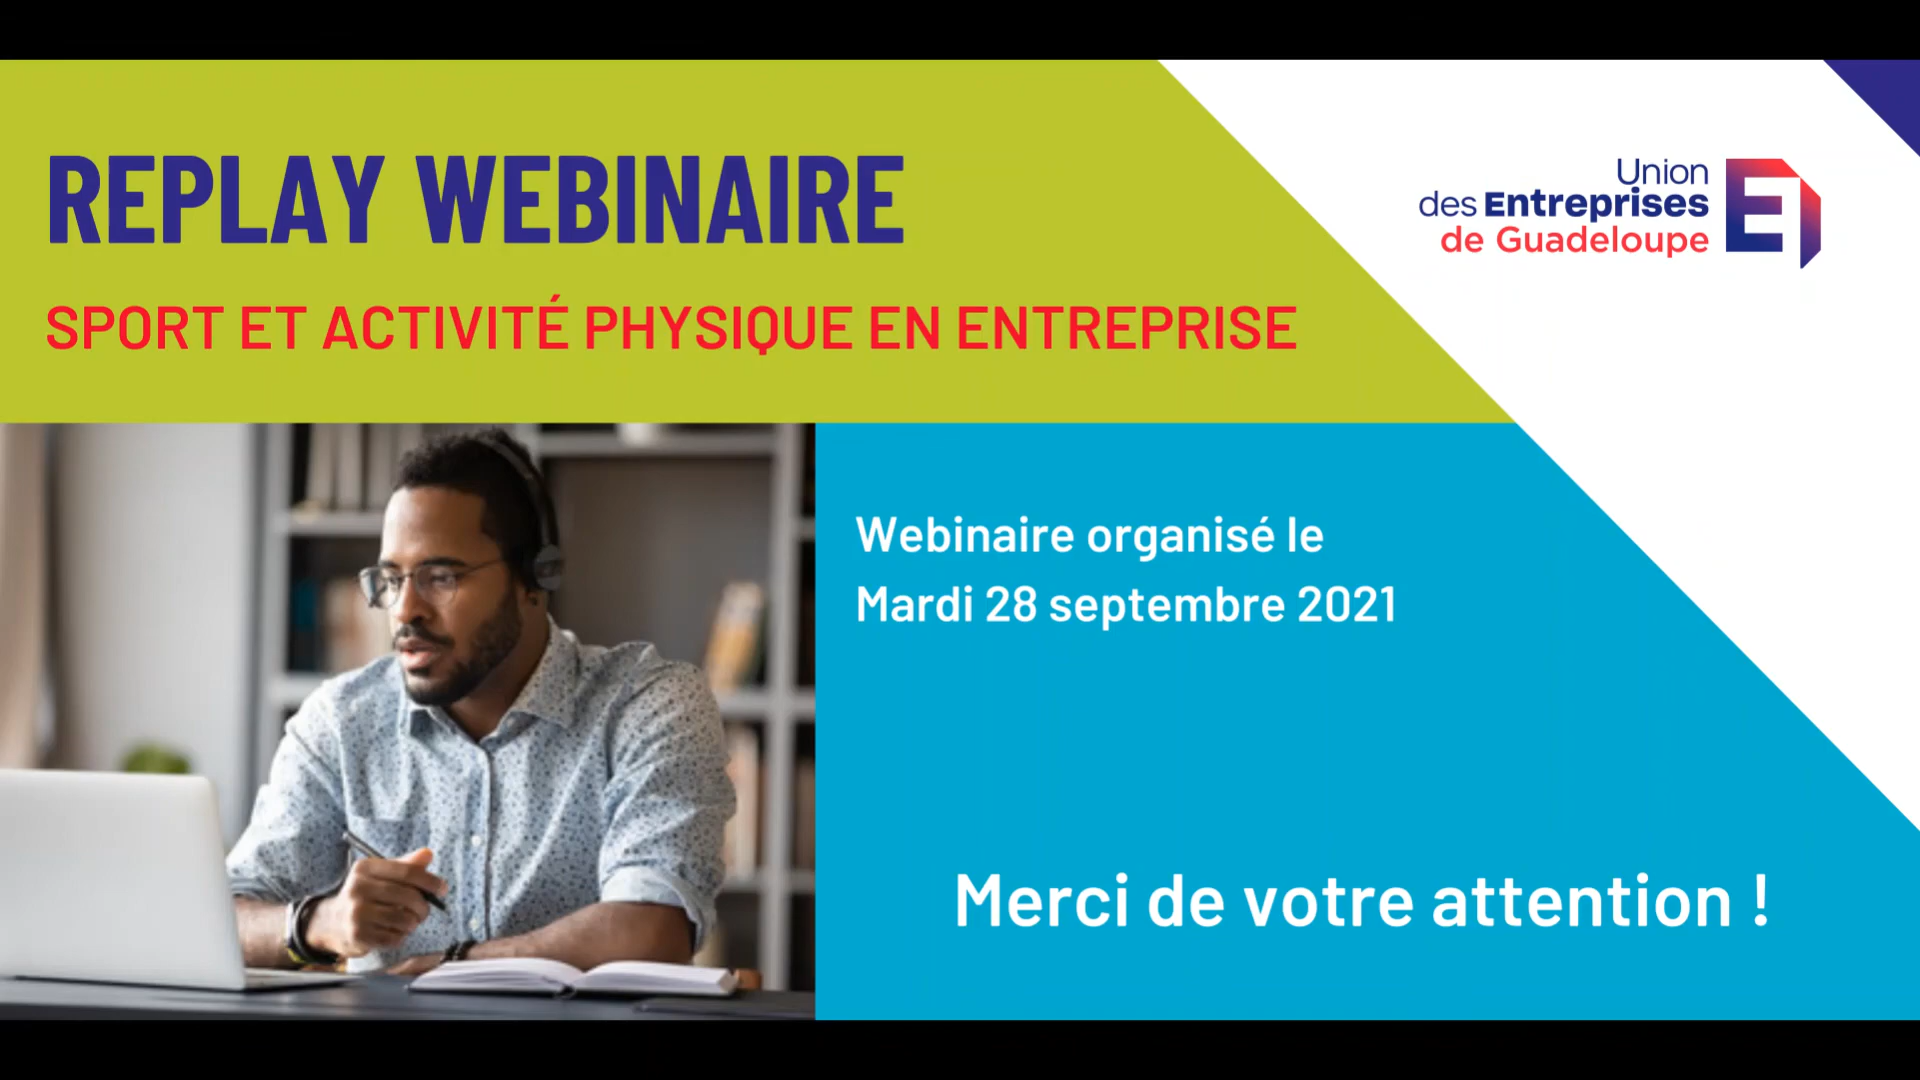 REPLAY WEBINAIRE
SPORT ET ACTIVITÉ PHYSIQUE EN ENTREPRISE
Union
des Entreprises
de Guadeloupe
Webinaire organisé le
Mardi 28 septembre 2021
Merci de votre attention !